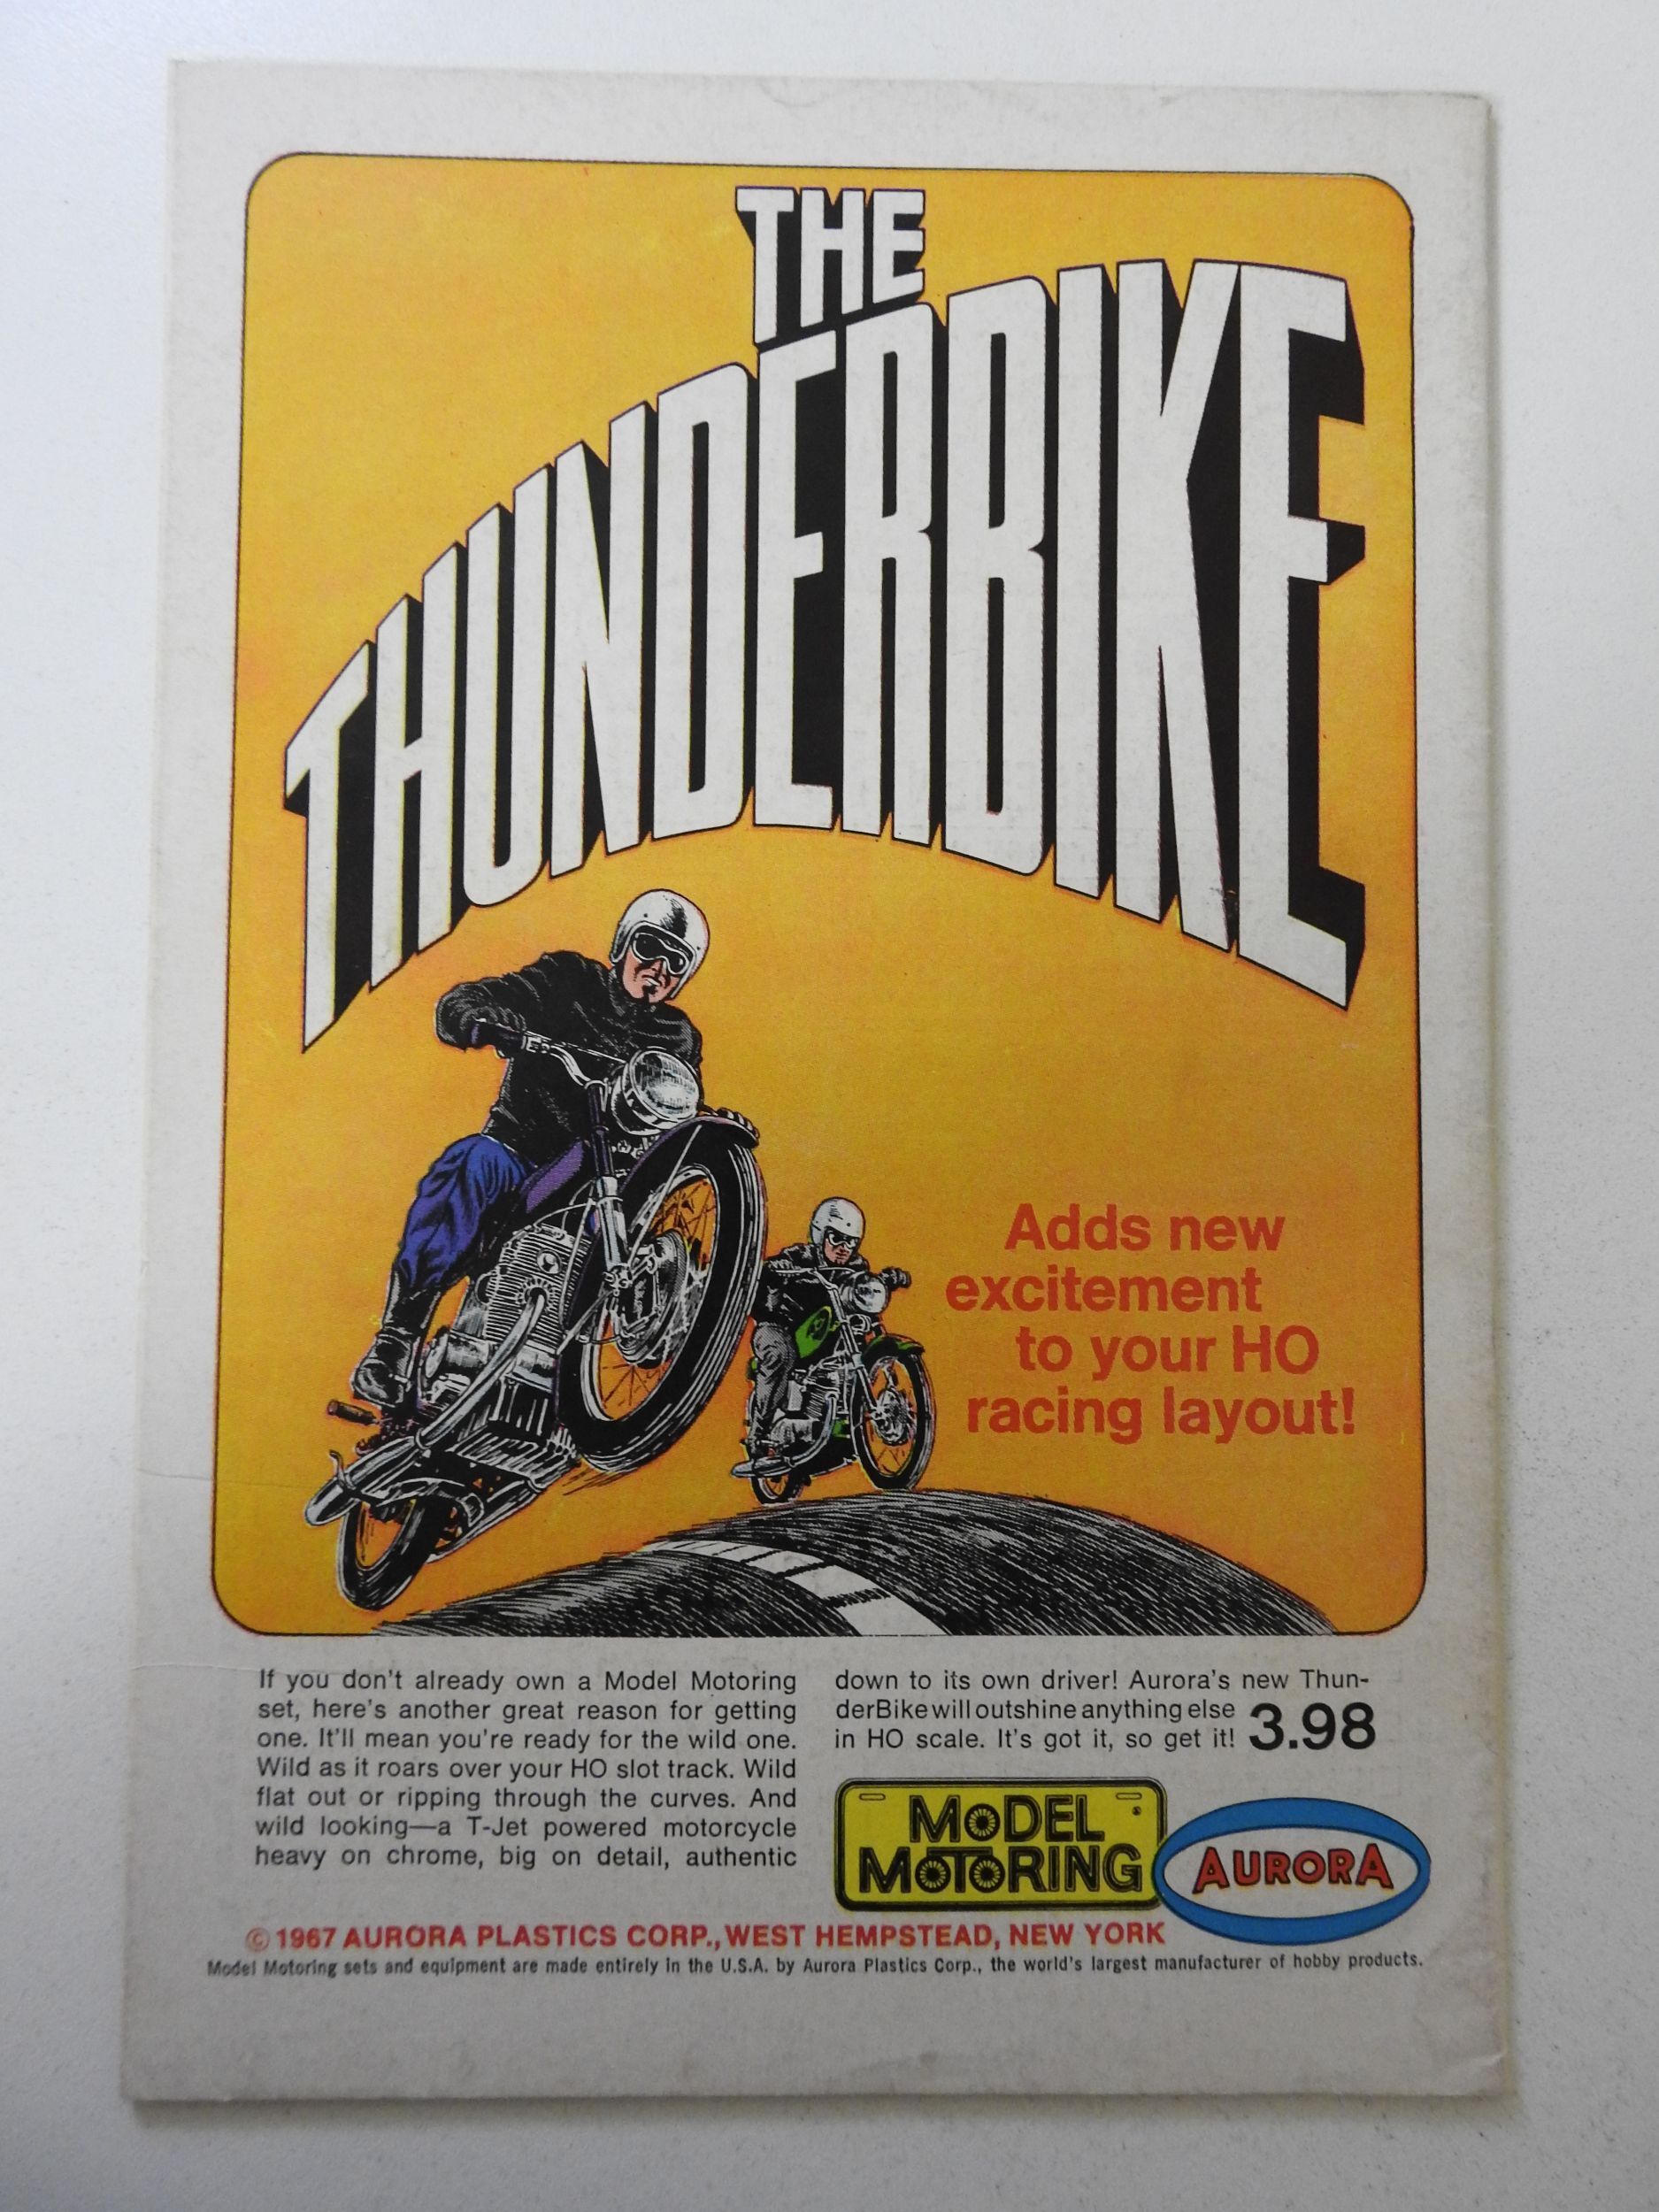 THE
THUNDERBIKE
Adds new
excitement
to your HO
racing layout!
If you don't already own a Model Motoring
set, here's another great reason for getting
one. It'll mean you're ready for the wild one.
Wild as it roars over your HO slot track. Wild
flat out or ripping through the curves. And
wild looking—a T-Jet powered motorcycle
heavy on chrome, big on detail, authentic
down to its own driver! Aurora's new Thun-
derBike will outshine anything else
in HO scale. It's got it, so get it! 3.98
MODEL
MOTORING
AURORA
©1967 AURORA PLASTICS CORP., WEST HEMPSTEAD, NEW YORK
Model Motoring sets and equipment are made entirely in the U.S.A. by Aurora Plastics Corp., the world's largest manufacturer of hobby products.